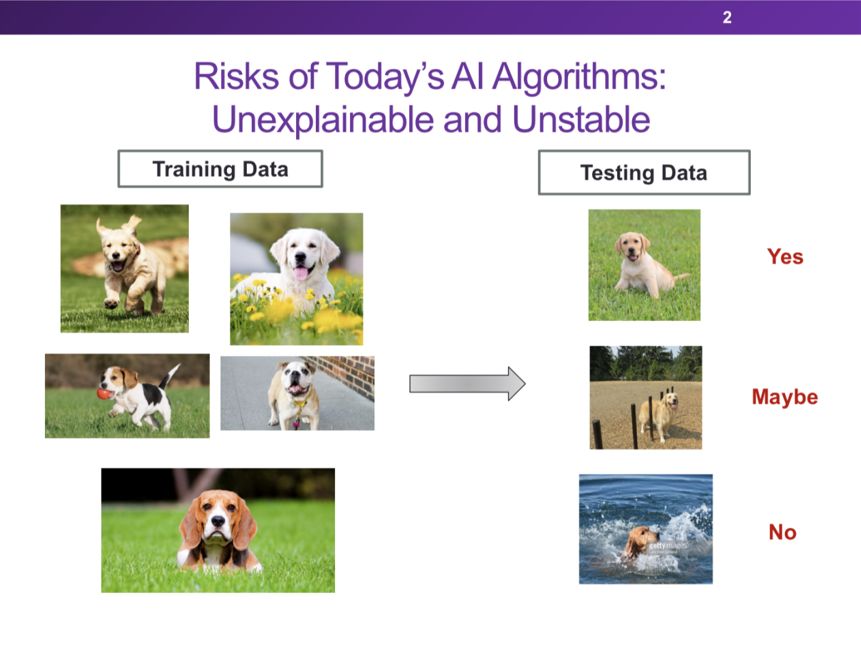 2
Risks of Today's AI Algorithms:
Unexplainable and Unstable
Training Data
Testing Data
Yes
Maybe
No
gettyimages